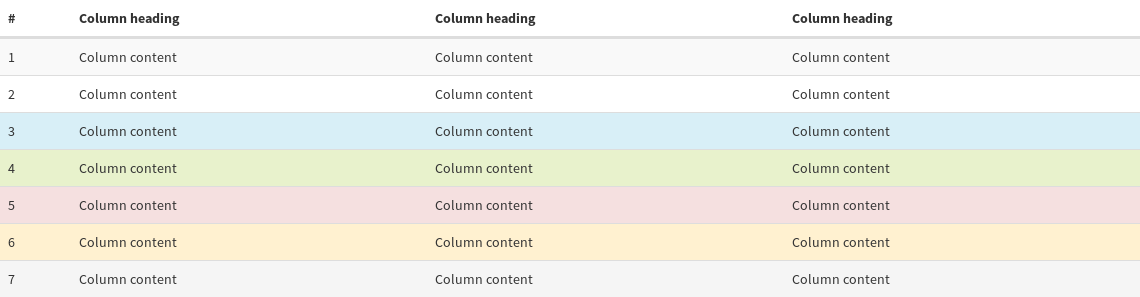 # Column heading Column heading Column heading
1 Column content Column content Column content
2 Column content Column content Column content
3 Column content Column content Column content
4 Column content Column content Column content
5 Column content Column content Column content
6 Column content Column content Column content
7 Column content Column content Column content